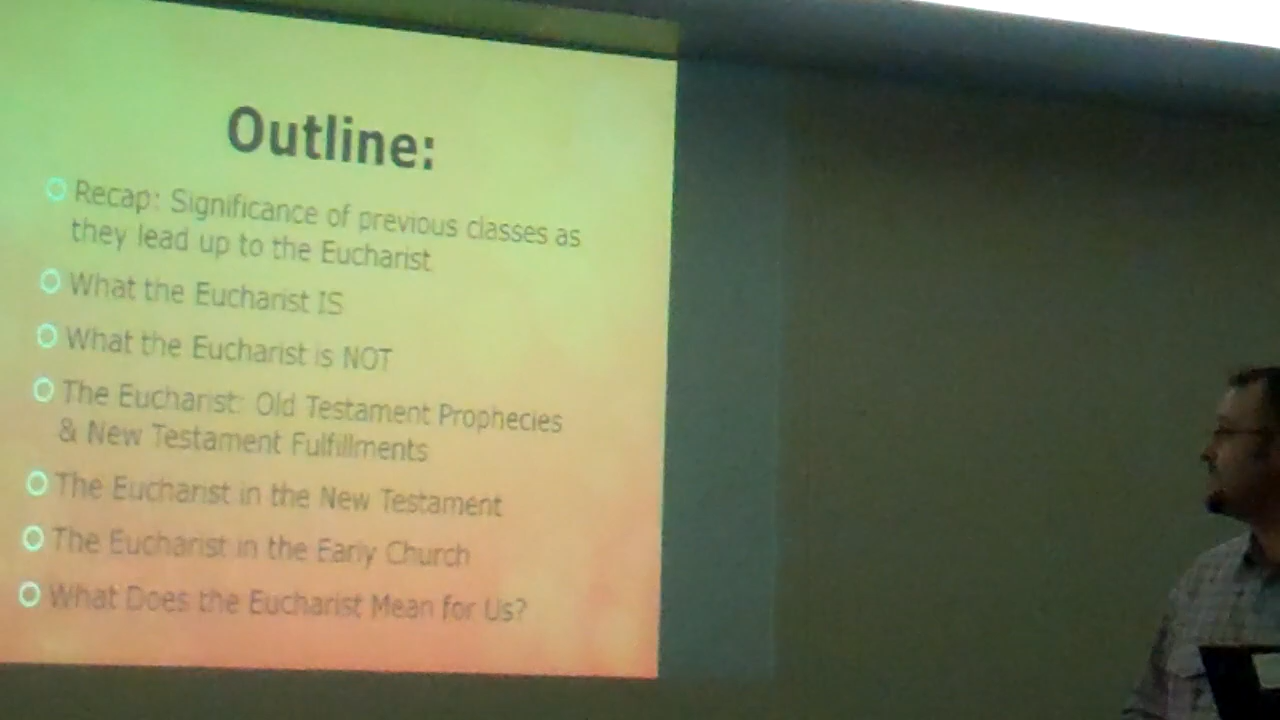 Outline:
Recap: Significance of previous classes as
they lead up to the Eucharist
What the Eucharist IS
What the Eucharist is NOT
The Eucharist: Old Testament Prophecies
& New Testament Fulfillments
The Eucharist in the New Testament
The Eucharist in the Early Church
What Does the Eucharist Mean for Us?